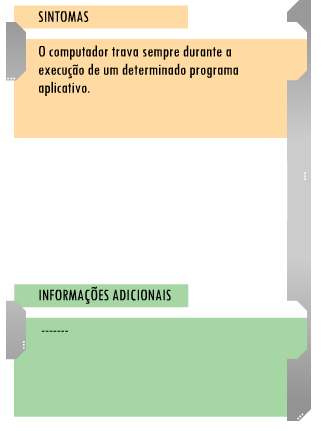 SINTOMAS
O computador trava sempre durante a
execução de um determinado programa
aplicativo.
INFORMAÇÕES ADICIONAIS
-------